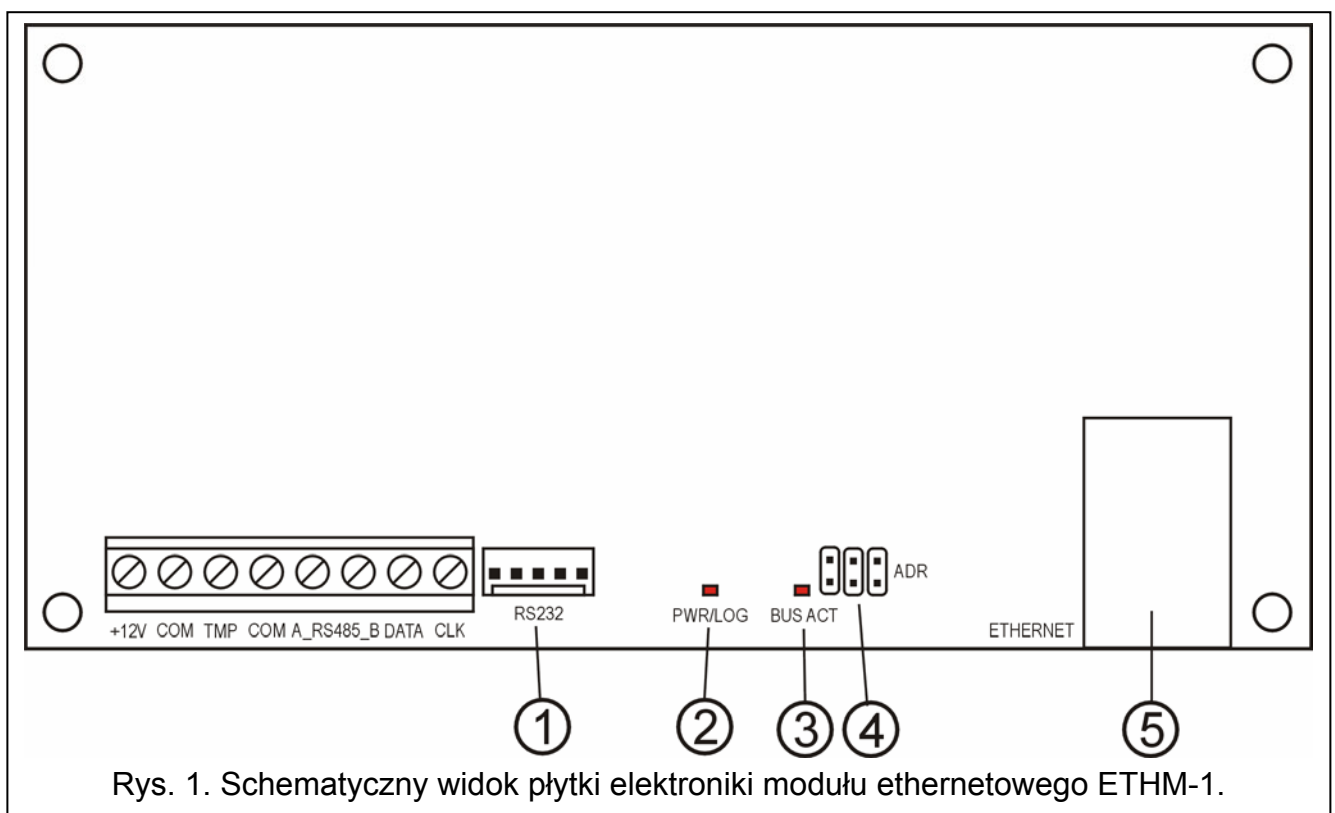 ADR
RS232
PWR/LOG
BUS ACT
ETHERNET
+12V COM TMP COM A_RS485_B DATA CLK
1 2 3 4 5
Rys. 1. Schematyczny widok płytki elektroniki modułu ethernetowego ETHM-1.